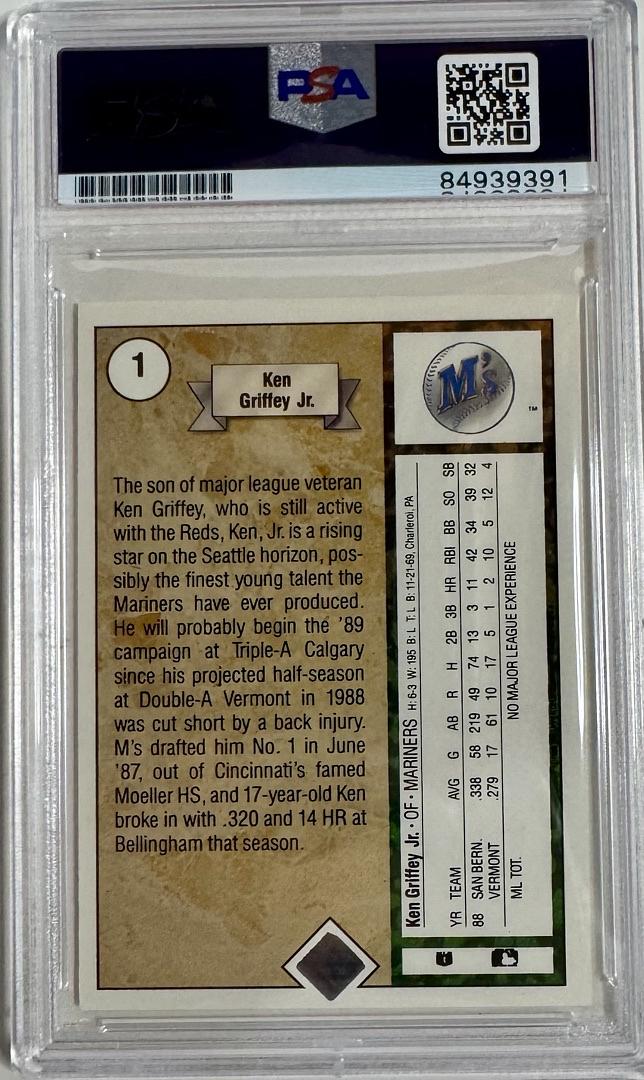 PSA
84939391
1
Ken
Griffey Jr.
M's
TM
The son of major league veteran
Ken Griffey, who is still active
with the Reds, Ken, Jr. is a rising
star on the Seattle horizon, pos-
sibly the finest young talent the
Mariners have ever produced.
He will probably begin the '89
campaign at Triple-A Calgary
since his projected half-season
at Double-A Vermont in 1988
was cut short by a back injury.
M's drafted him No. 1 in June
'87, out of Cincinnati's famed
Moeller HS, and 17-year-old Ken
broke in with .320 and 14 HR at
Bellingham that season.
Ken Griffey Jr. • OF • MARINERS H: 6-3 W: 195 B: L T: L B: 11-21-69, Charleroi, PA
YR TEAM AVG G AB R H 2B 3B HR RBI BB SO SB
88 SAN BERN. .338 58 219 49 74 13 3 11 42 34 39 32
VERMONT .279 17 61 10 17 5 1 2 10 5 12 4
ML TOT. NO MAJOR LEAGUE EXPERIENCE